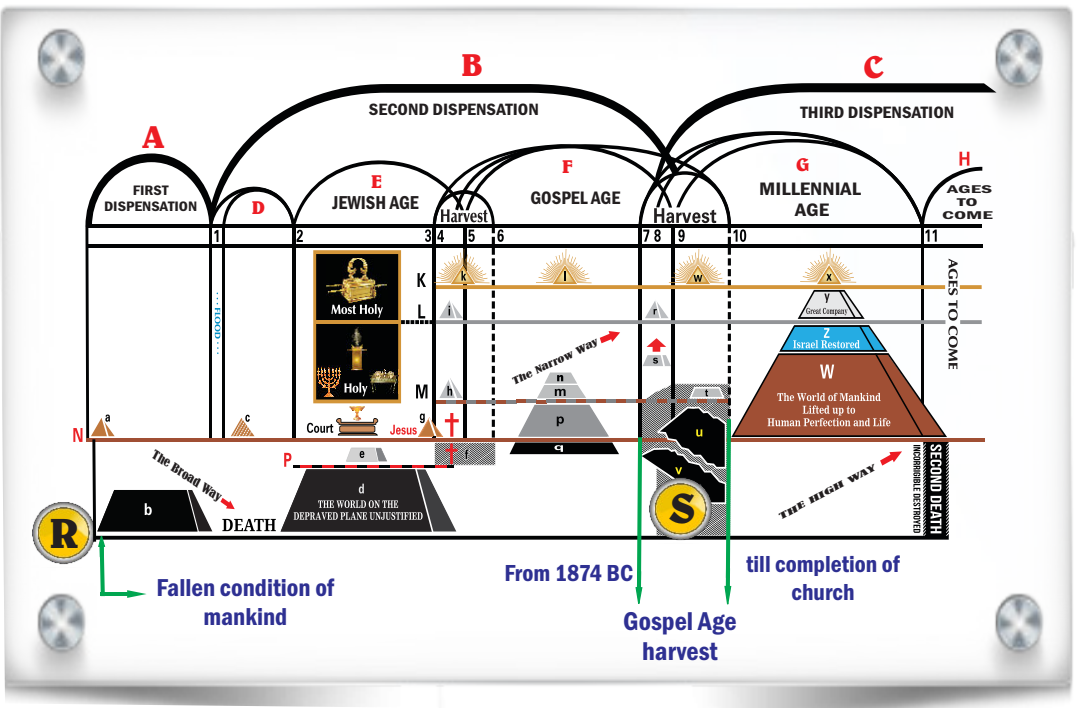 B
C
SECOND DISPENSATION
THIRD DISPENSATION
A
FIRST
DISPENSATION
D
E
JEWISH AGE
Harvest
F
GOSPEL AGE
Harvest
G
MILLENNIAL
AGE
H
AGES
TO
COME
1
2
3
4
5
6
7
8
9
10
11
FLOOD
Most Holy
Holy
Court
K
L
M
N
P
k
l
w
x
i
r
y
Great Company
Z
Israel Restored
W
The World of Mankind
Lifted up to
Human Perfection and Life
AGES TO COME
The Narrow Way
s
h
n
m
t
a
c
g
Jesus
p
q
u
v
e
f
The Broad Way
b
DEATH
d
THE WORLD ON THE
DEPRAVED PLANE UNJUSTIFIED
THE HIGH WAY
INCORRIGIBLE DESTROYED
SECOND DEATH
R
S
Fallen condition of
mankind
From 1874 BC
till completion of
church
Gospel Age
harvest